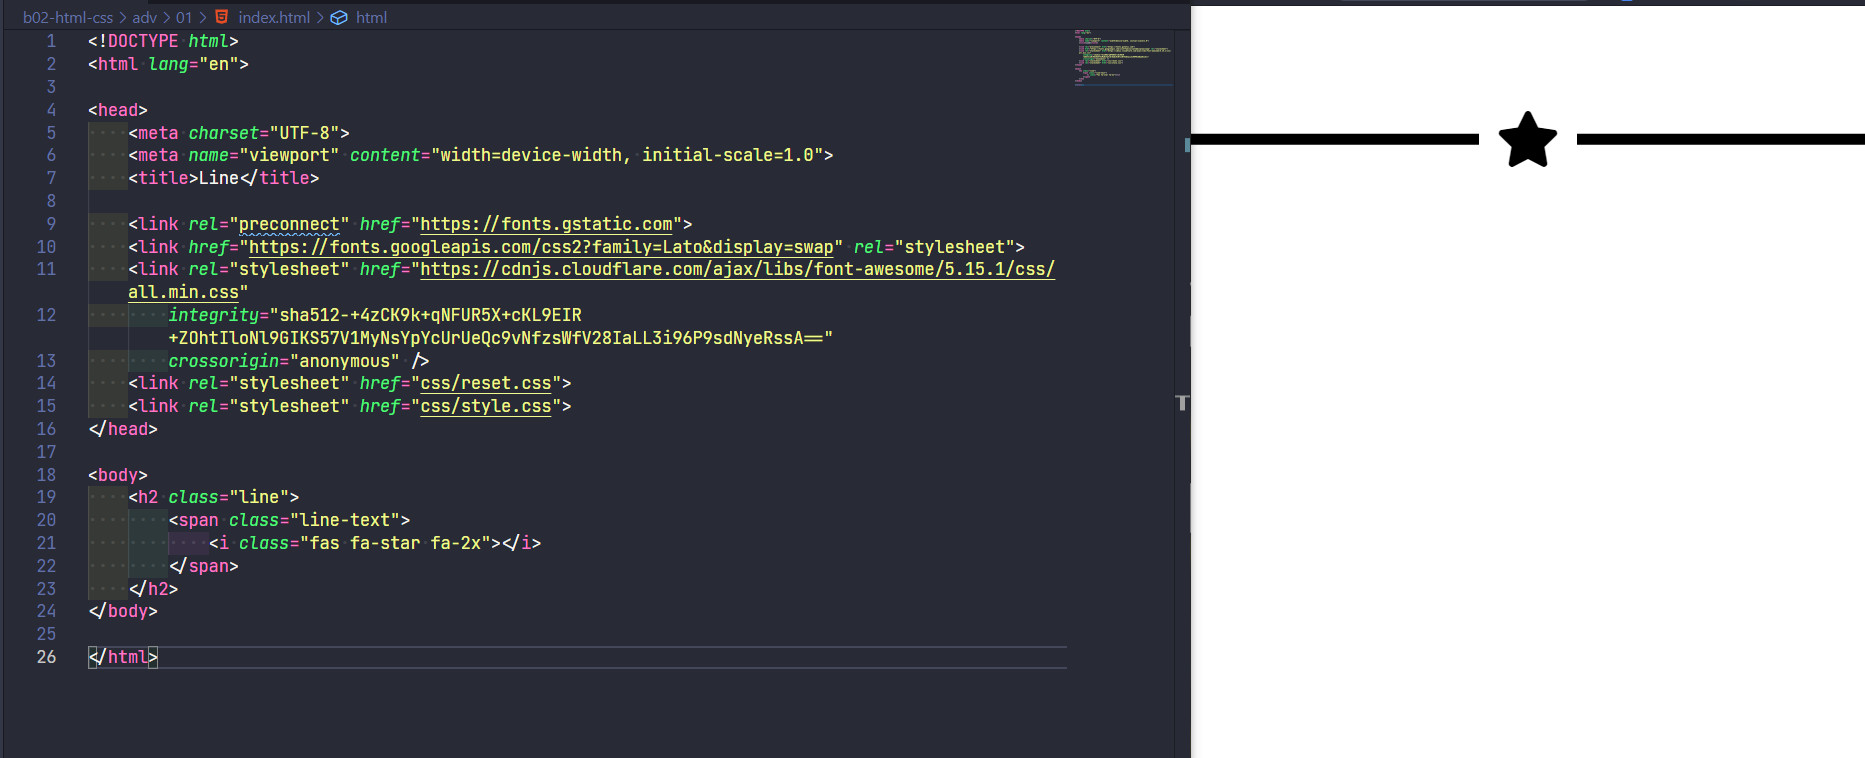 b02-html-css > adv > 01 > index.html > html
1 <!DOCTYPE html>
2 <html lang="en">
3
4 <head>
5 <meta charset="UTF-8">
6 <meta name="viewport" content="width=device-width, initial-scale=1.0">
7 <title>Line</title>
8
9 <link rel="preconnect" href="https://fonts.gstatic.com">
10 <link href="https://fonts.googleapis.com/css2?family=Lato&display=swap" rel="stylesheet">
11 <link rel="stylesheet" href="https://cdnjs.cloudflare.com/ajax/libs/font-awesome/5.15.1/css/
all.min.css"
12 integrity="sha512-+4zCK9k+qNFUR5X+cKL9EIR
+ZOhtIloNl9GIKS57V1MyNsYpYcUrUeQc9vNfzsWfV28IaLL3i96P9sdNyeRssA=="
13 crossorigin="anonymous" />
14 <link rel="stylesheet" href="css/reset.css">
15 <link rel="stylesheet" href="css/style.css">
16 </head>
17
18 <body>
19 <h2 class="line">
20 <span class="line-text">
21 <i class="fas fa-star fa-2x"></i>
22 </span>
23 </h2>
24 </body>
25
26 </html>